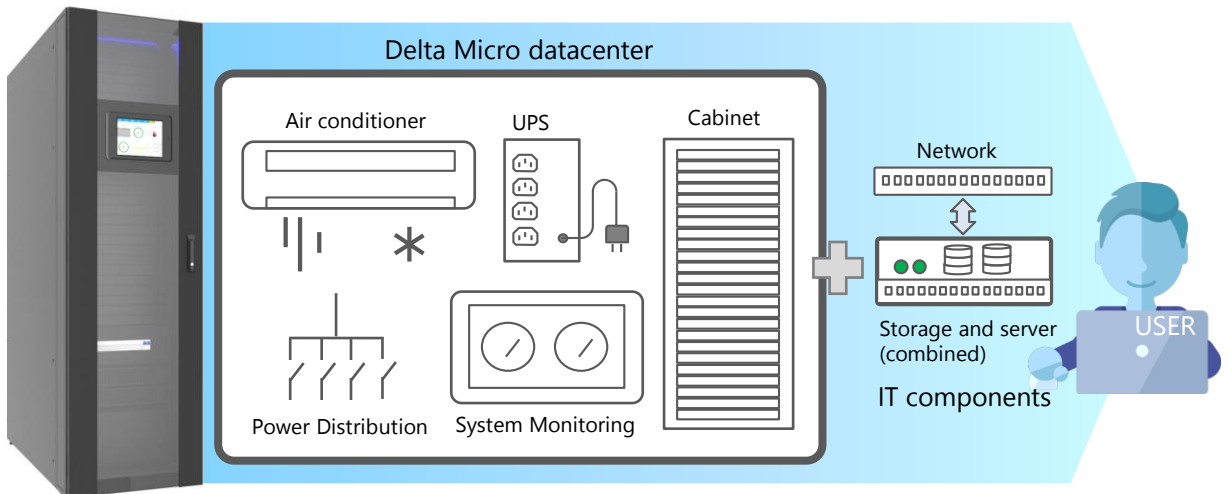 Delta Micro datacenter
Air conditioner
UPS
Cabinet
Network
Power Distribution
System Monitoring
Storage and server
(combined)
IT components
USER